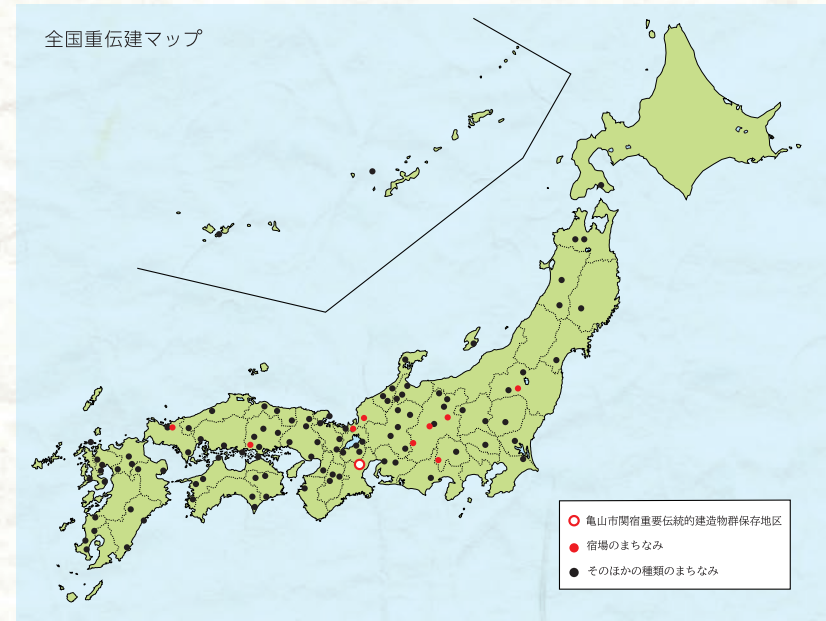 全国重伝建マップ
亀山市関宿重要伝統的建造物群保存地区
宿場のまちなみ
そのほかの種類のまちなみ